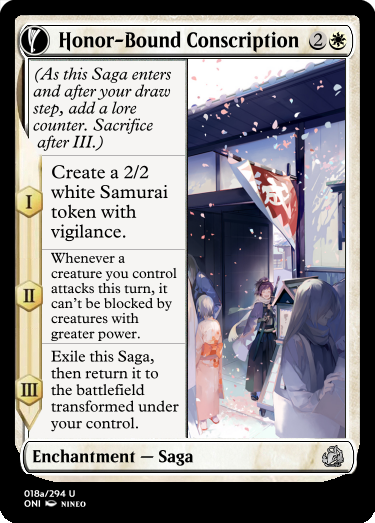 Honor-Bound Conscription 2
(As this Saga enters
and after your draw
step, add a lore
counter. Sacrifice
after III.)
I
Create a 2/2
white Samurai
token with
vigilance.
II
Whenever a
creature you control
attacks this turn, it
can't be blocked by
creatures with
greater power.
III
Exile this Saga,
then return it to
the battlefield
transformed under
your control.
Enchantment — Saga
018a/294 U
ONI NINEO